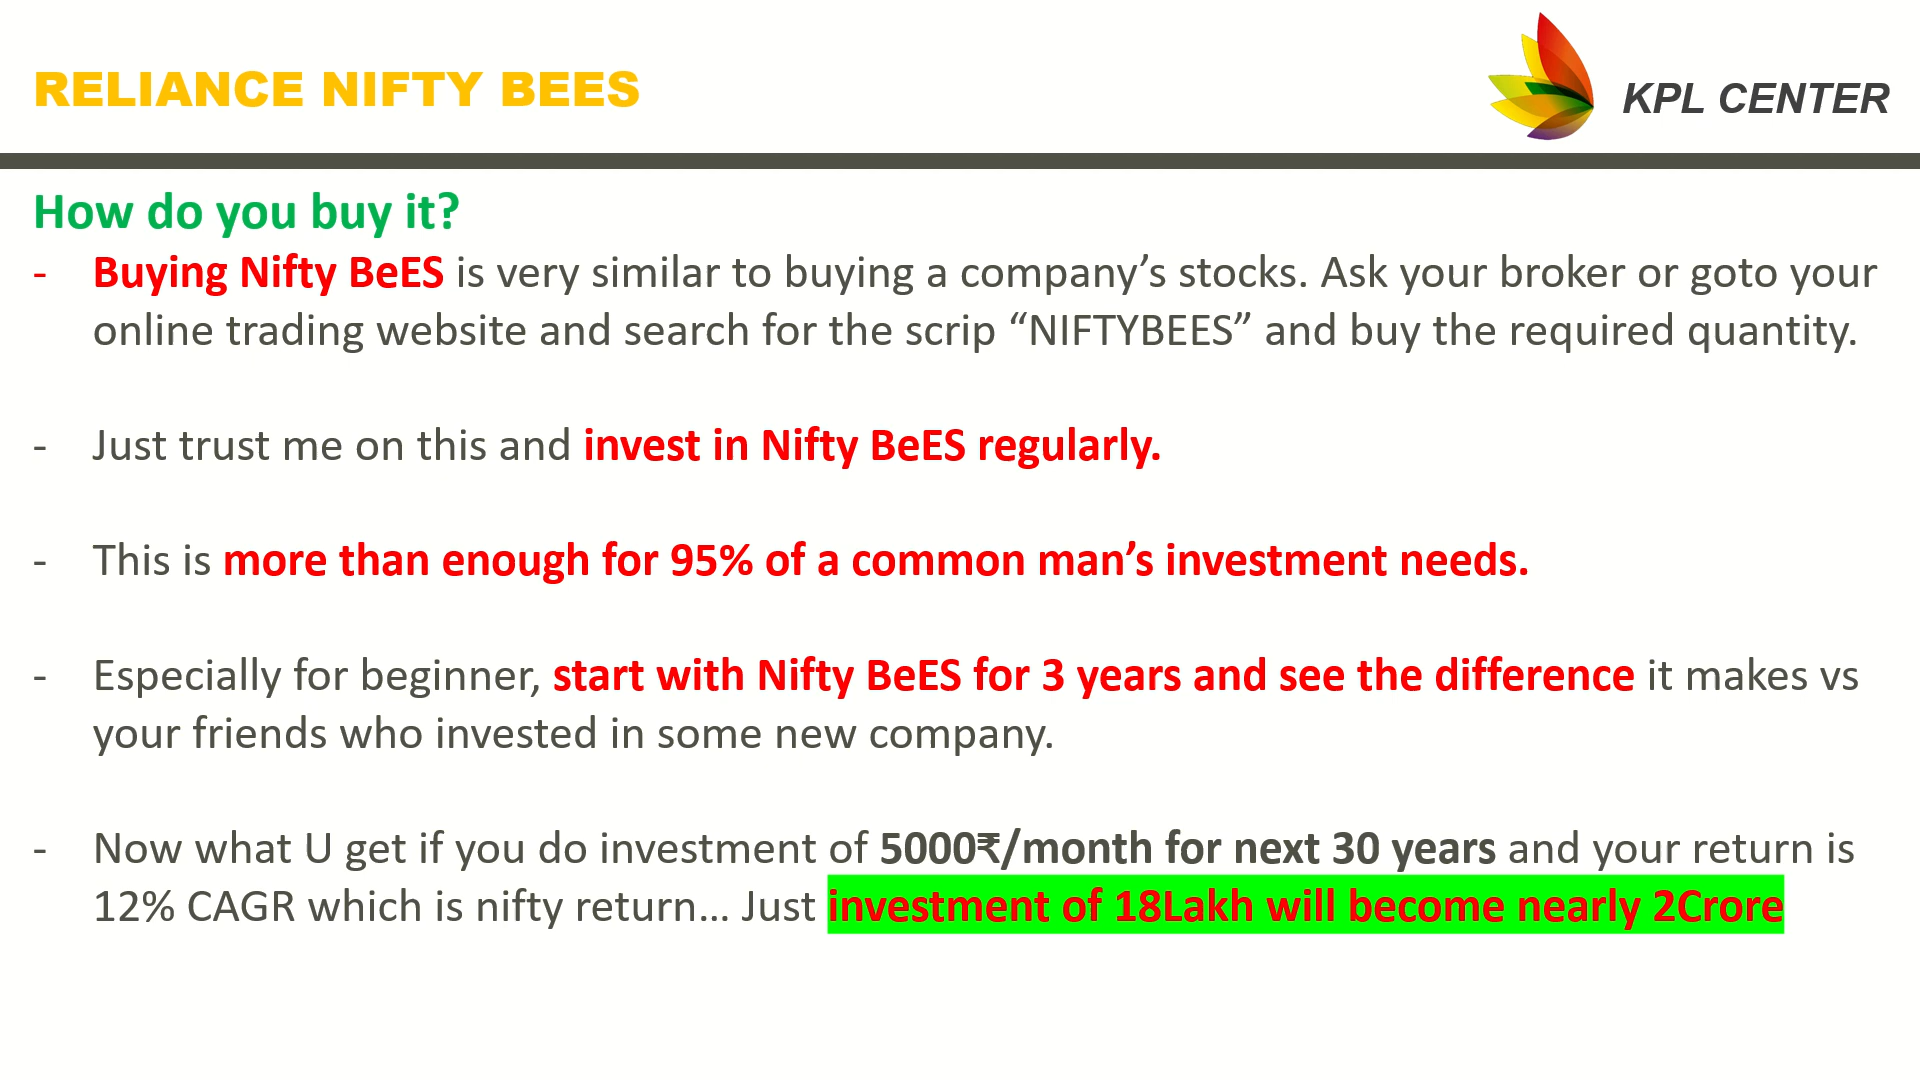 RELIANCE NIFTY BEES
KPL CENTER
How do you buy it?
- Buying Nifty BeES is very similar to buying a company’s stocks. Ask your broker or goto your
online trading website and search for the scrip “NIFTYBEES” and buy the required quantity.
- Just trust me on this and invest in Nifty BeES regularly.
- This is more than enough for 95% of a common man’s investment needs.
- Especially for beginner, start with Nifty BeES for 3 years and see the difference it makes vs
your friends who invested in some new company.
- Now what U get if you do investment of 5000₹/month for next 30 years and your return is
12% CAGR which is nifty return... Just investment of 18Lakh will become nearly 2Crore